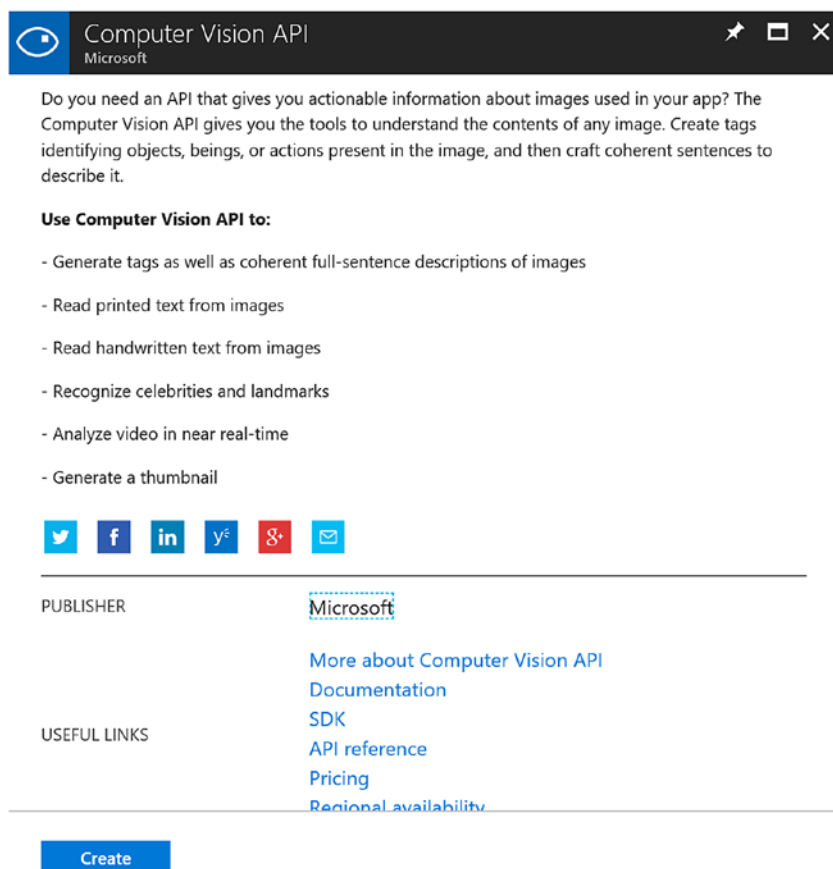 Computer Vision API
Microsoft
Do you need an API that gives you actionable information about images used in your app? The
Computer Vision API gives you the tools to understand the contents of any image. Create tags
identifying objects, beings, or actions present in the image, and then craft coherent sentences to
describe it.
Use Computer Vision API to:
- Generate tags as well as coherent full-sentence descriptions of images
- Read printed text from images
- Read handwritten text from images
- Recognize celebrities and landmarks
- Analyze video in near real-time
- Generate a thumbnail
f in y g+
PUBLISHER Microsoft
More about Computer Vision API
Documentation
SDK
USEFUL LINKS
API reference
Pricing
Regional availability
Create